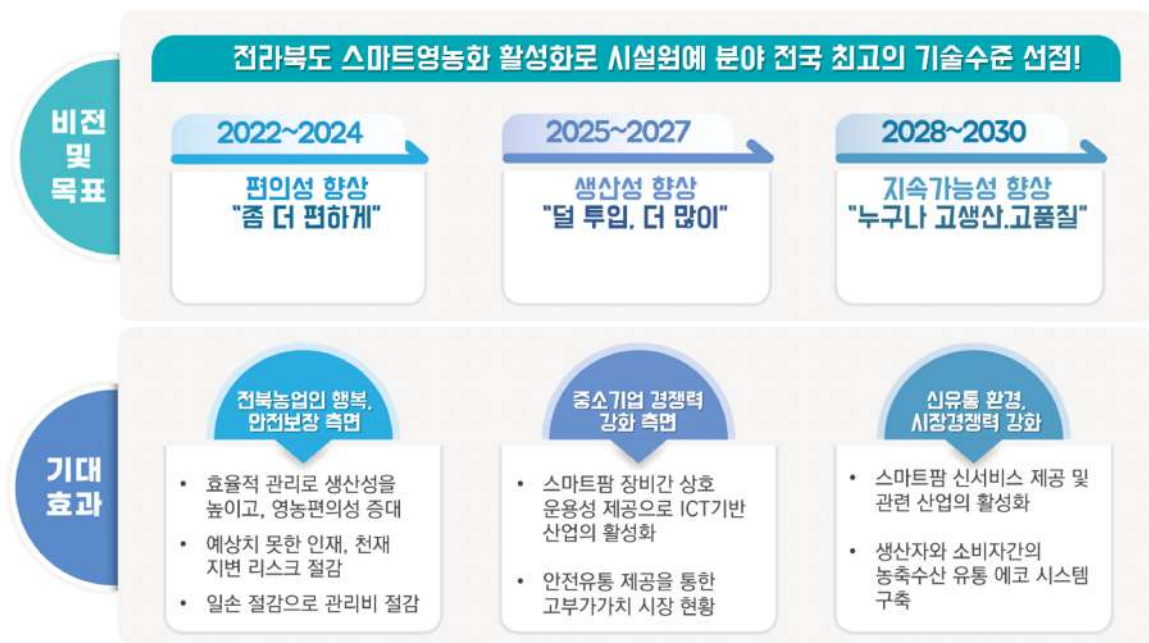 전라북도 스마트영농화 활성화로 시설원예 분야 전국 최고의 기술수준 선점!
비전
및
목표
2022~2024
편의성 향상
"좀 더 편하게"
2025~2027
생산성 향상
"덜 투입, 더 많이"
2028~2030
지속가능성 향상
"누구나 고생산.고품질"
기대
효과
전북농업인 행복,
안전보장 측면
• 효율적 관리로 생산성을
높이고, 영농편의성 증대
• 예상치 못한 인재, 천재
지변 리스크 절감
• 일손 절감으로 관리비 절감
중소기업 경쟁력
강화 측면
• 스마트팜 장비간 상호
운용성 제공으로 ICT기반
산업의 활성화
• 안전유통 제공을 통한
고부가가치 시장 현황
신유통 환경,
시장경쟁력 강화
• 스마트팜 신서비스 제공 및
관련 산업의 활성화
• 생산자와 소비자간의
농축수산 유통 에코 시스템
구축